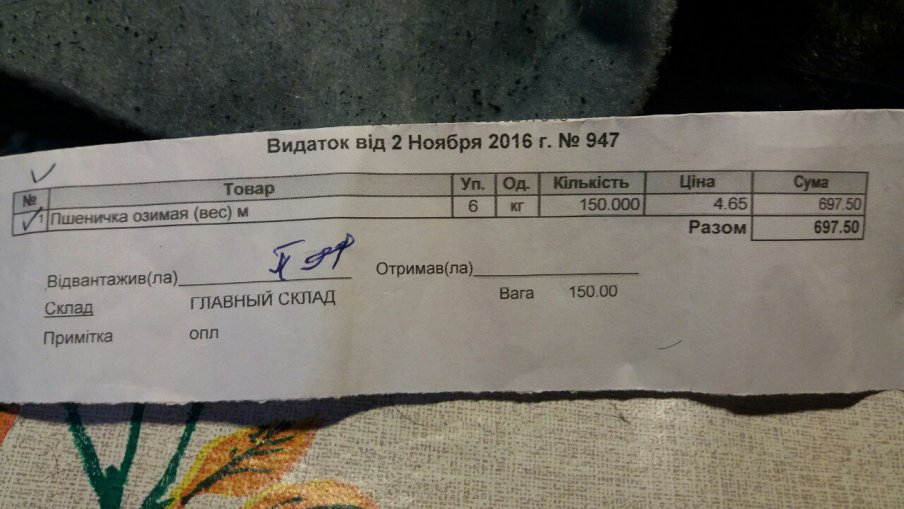 Видаток від 2 Ноября 2016 г. № 947
№ Товар Уп. Од. Кількість Ціна Сума
1 Пшеничка озимая (вес) м 6 кг 150.000 4.65 697.50
Разом 697.50
Відвантажив(ла) Отримав(ла)
Склад ГЛАВНЫЙ СКЛАД Вага 150.00
Примітка опл